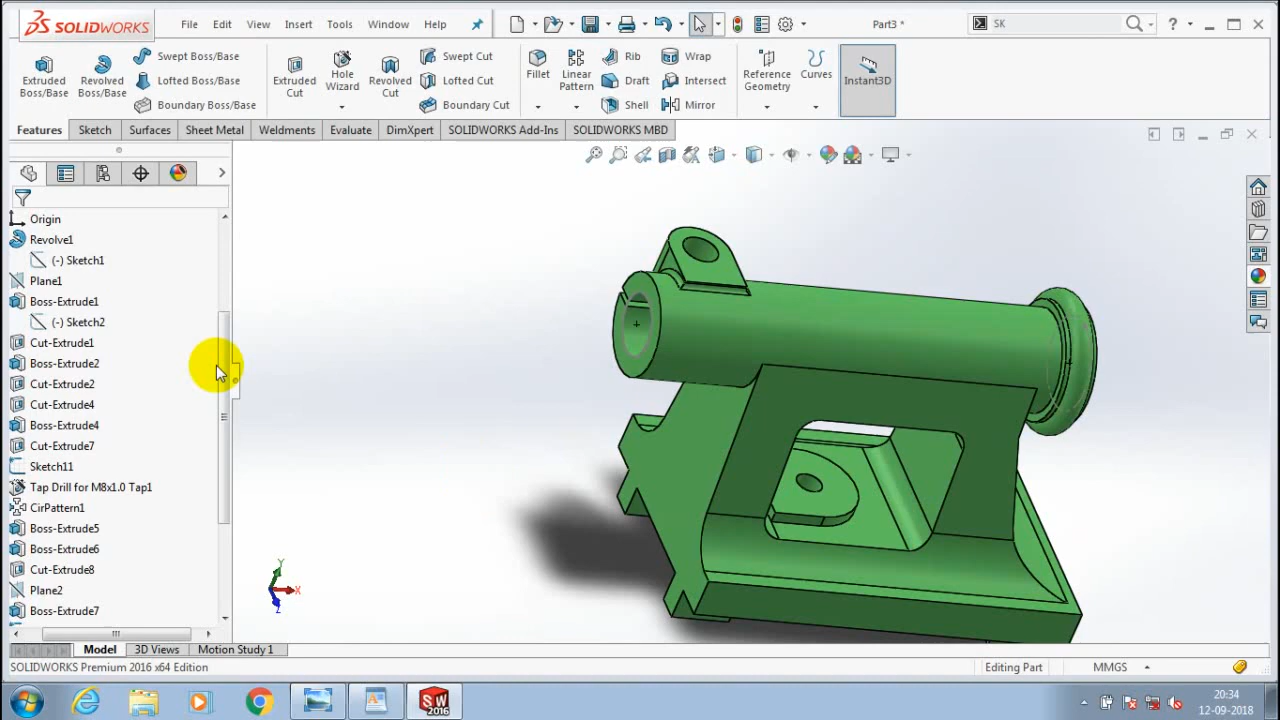 SOLIDWORKS File Edit View Insert Tools Window Help Part3 * SK ?
Extruded Boss/Base
Revolved Boss/Base
Swept Boss/Base
Lofted Boss/Base
Boundary Boss/Base
Extruded Cut
Hole Wizard
Revolved Cut
Swept Cut
Lofted Cut
Boundary Cut
Fillet
Linear Pattern
Rib
Draft
Shell
Wrap
Intersect
Mirror
Reference Geometry
Curves
Instant3D
Features Sketch Surfaces Sheet Metal Weldments Evaluate DimXpert SOLIDWORKS Add-Ins SOLIDWORKS MBD
Origin
Revolve1
(-) Sketch1
Plane1
Boss-Extrude1
(-) Sketch2
Cut-Extrude1
Boss-Extrude2
Cut-Extrude2
Cut-Extrude4
Boss-Extrude4
Cut-Extrude7
Sketch11
Tap Drill for M8x1.0 Tap1
CirPattern1
Boss-Extrude5
Boss-Extrude6
Cut-Extrude8
Plane2
Boss-Extrude7
Y
X
Z
Model 3D Views Motion Study 1
SOLIDWORKS Premium 2016 x64 Edition Editing Part MMGS
SW
2016
20:34
12-09-2018